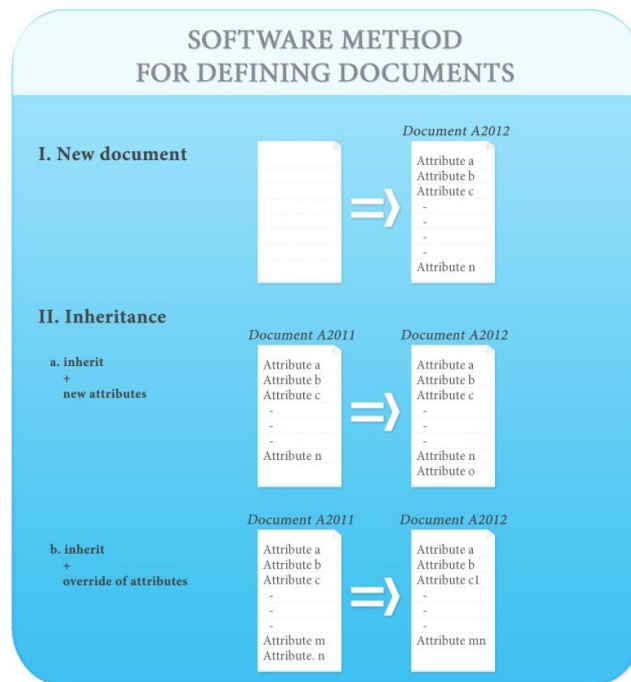 SOFTWARE METHOD
FOR DEFINING DOCUMENTS
I. New document
Document A2012
Attribute a
Attribute b
Attribute c
-
-
-
-
Attribute n
II. Inheritance
a. inherit
+
new attributes
Document A2011
Attribute a
Attribute b
Attribute c
-
-
-
Attribute n
Document A2012
Attribute a
Attribute b
Attribute c
-
-
-
Attribute n
Attribute o
b. inherit
+
override of attributes
Document A2011
Attribute a
Attribute b
Attribute c
-
-
-
Attribute m
Attribute. n
Document A2012
Attribute a
Attribute b
Attribute c1
-
-
-
Attribute mn